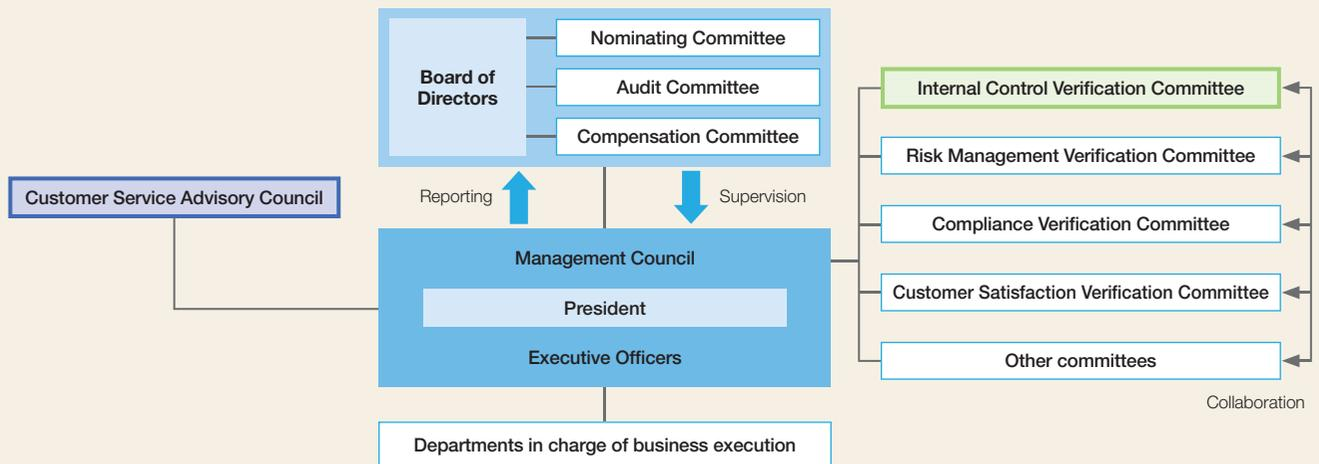 Board of
Directors
Nominating Committee
Audit Committee
Compensation Committee
Internal Control Verification Committee
Risk Management Verification Committee
Compliance Verification Committee
Customer Satisfaction Verification Committee
Other committees
Collaboration
Customer Service Advisory Council
Reporting
Supervision
Management Council
President
Executive Officers
Departments in charge of business execution